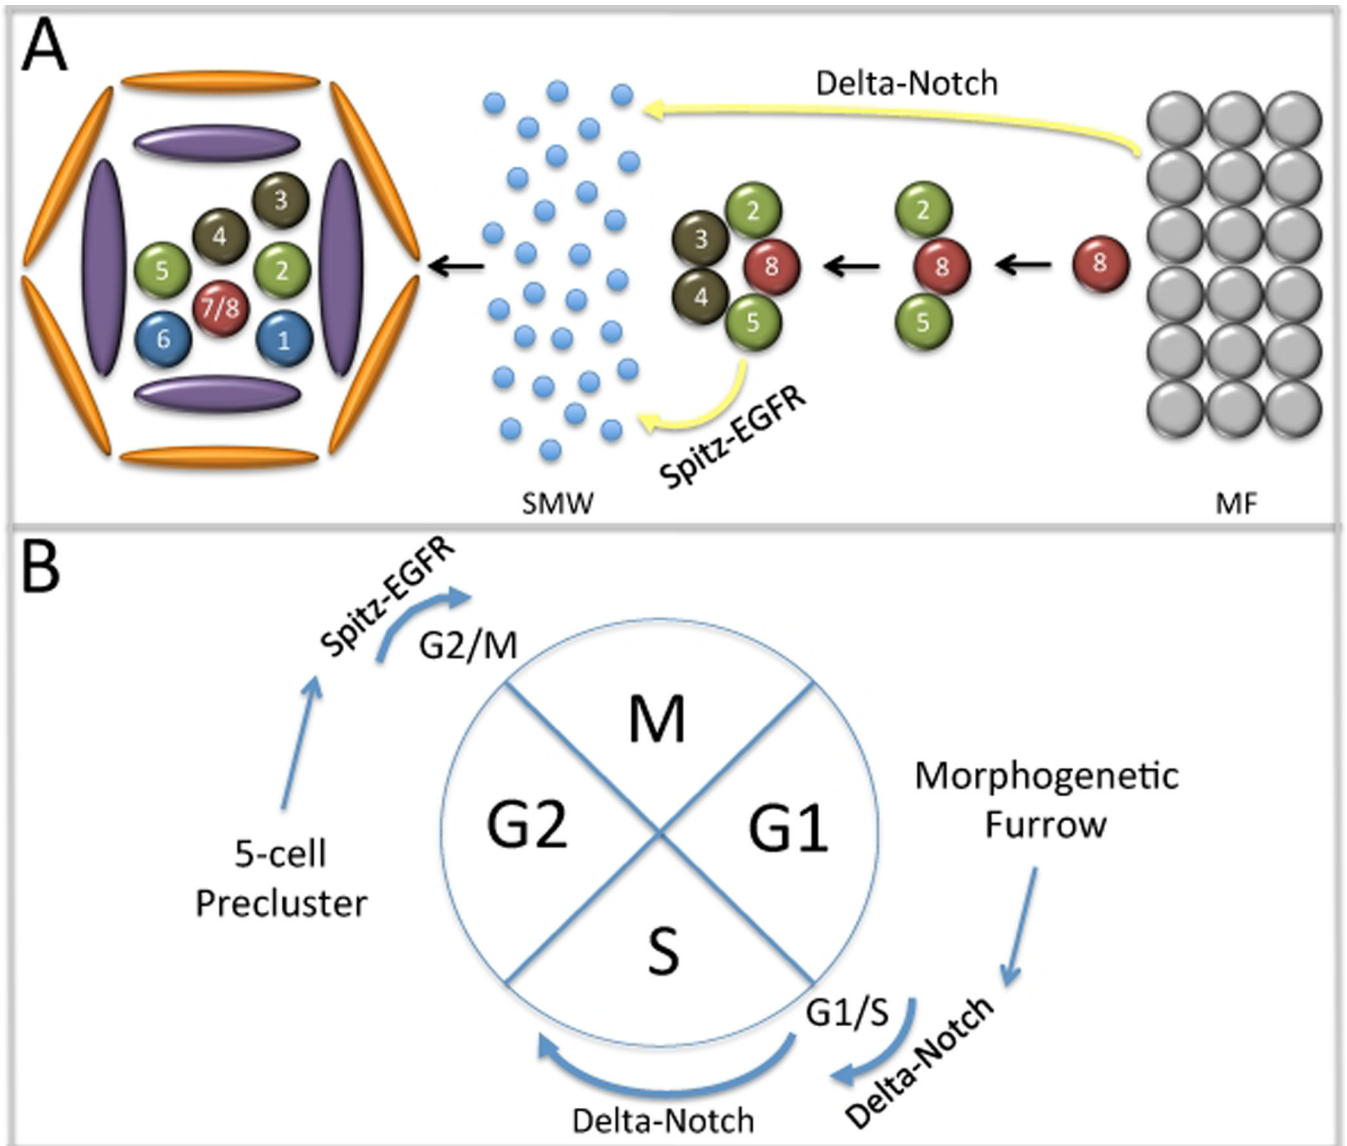 A
Delta-Notch
3
4
5
2
7/8
6
1
2
3
8
4
5
2
8
5
8
Spitz-EGFR
SMW
MF
B
Spitz-EGFR
G2/M
M
G2
G1
S
5-cell
Precluster
Morphogenetic
Furrow
G1/S
Delta-Notch
Delta-Notch